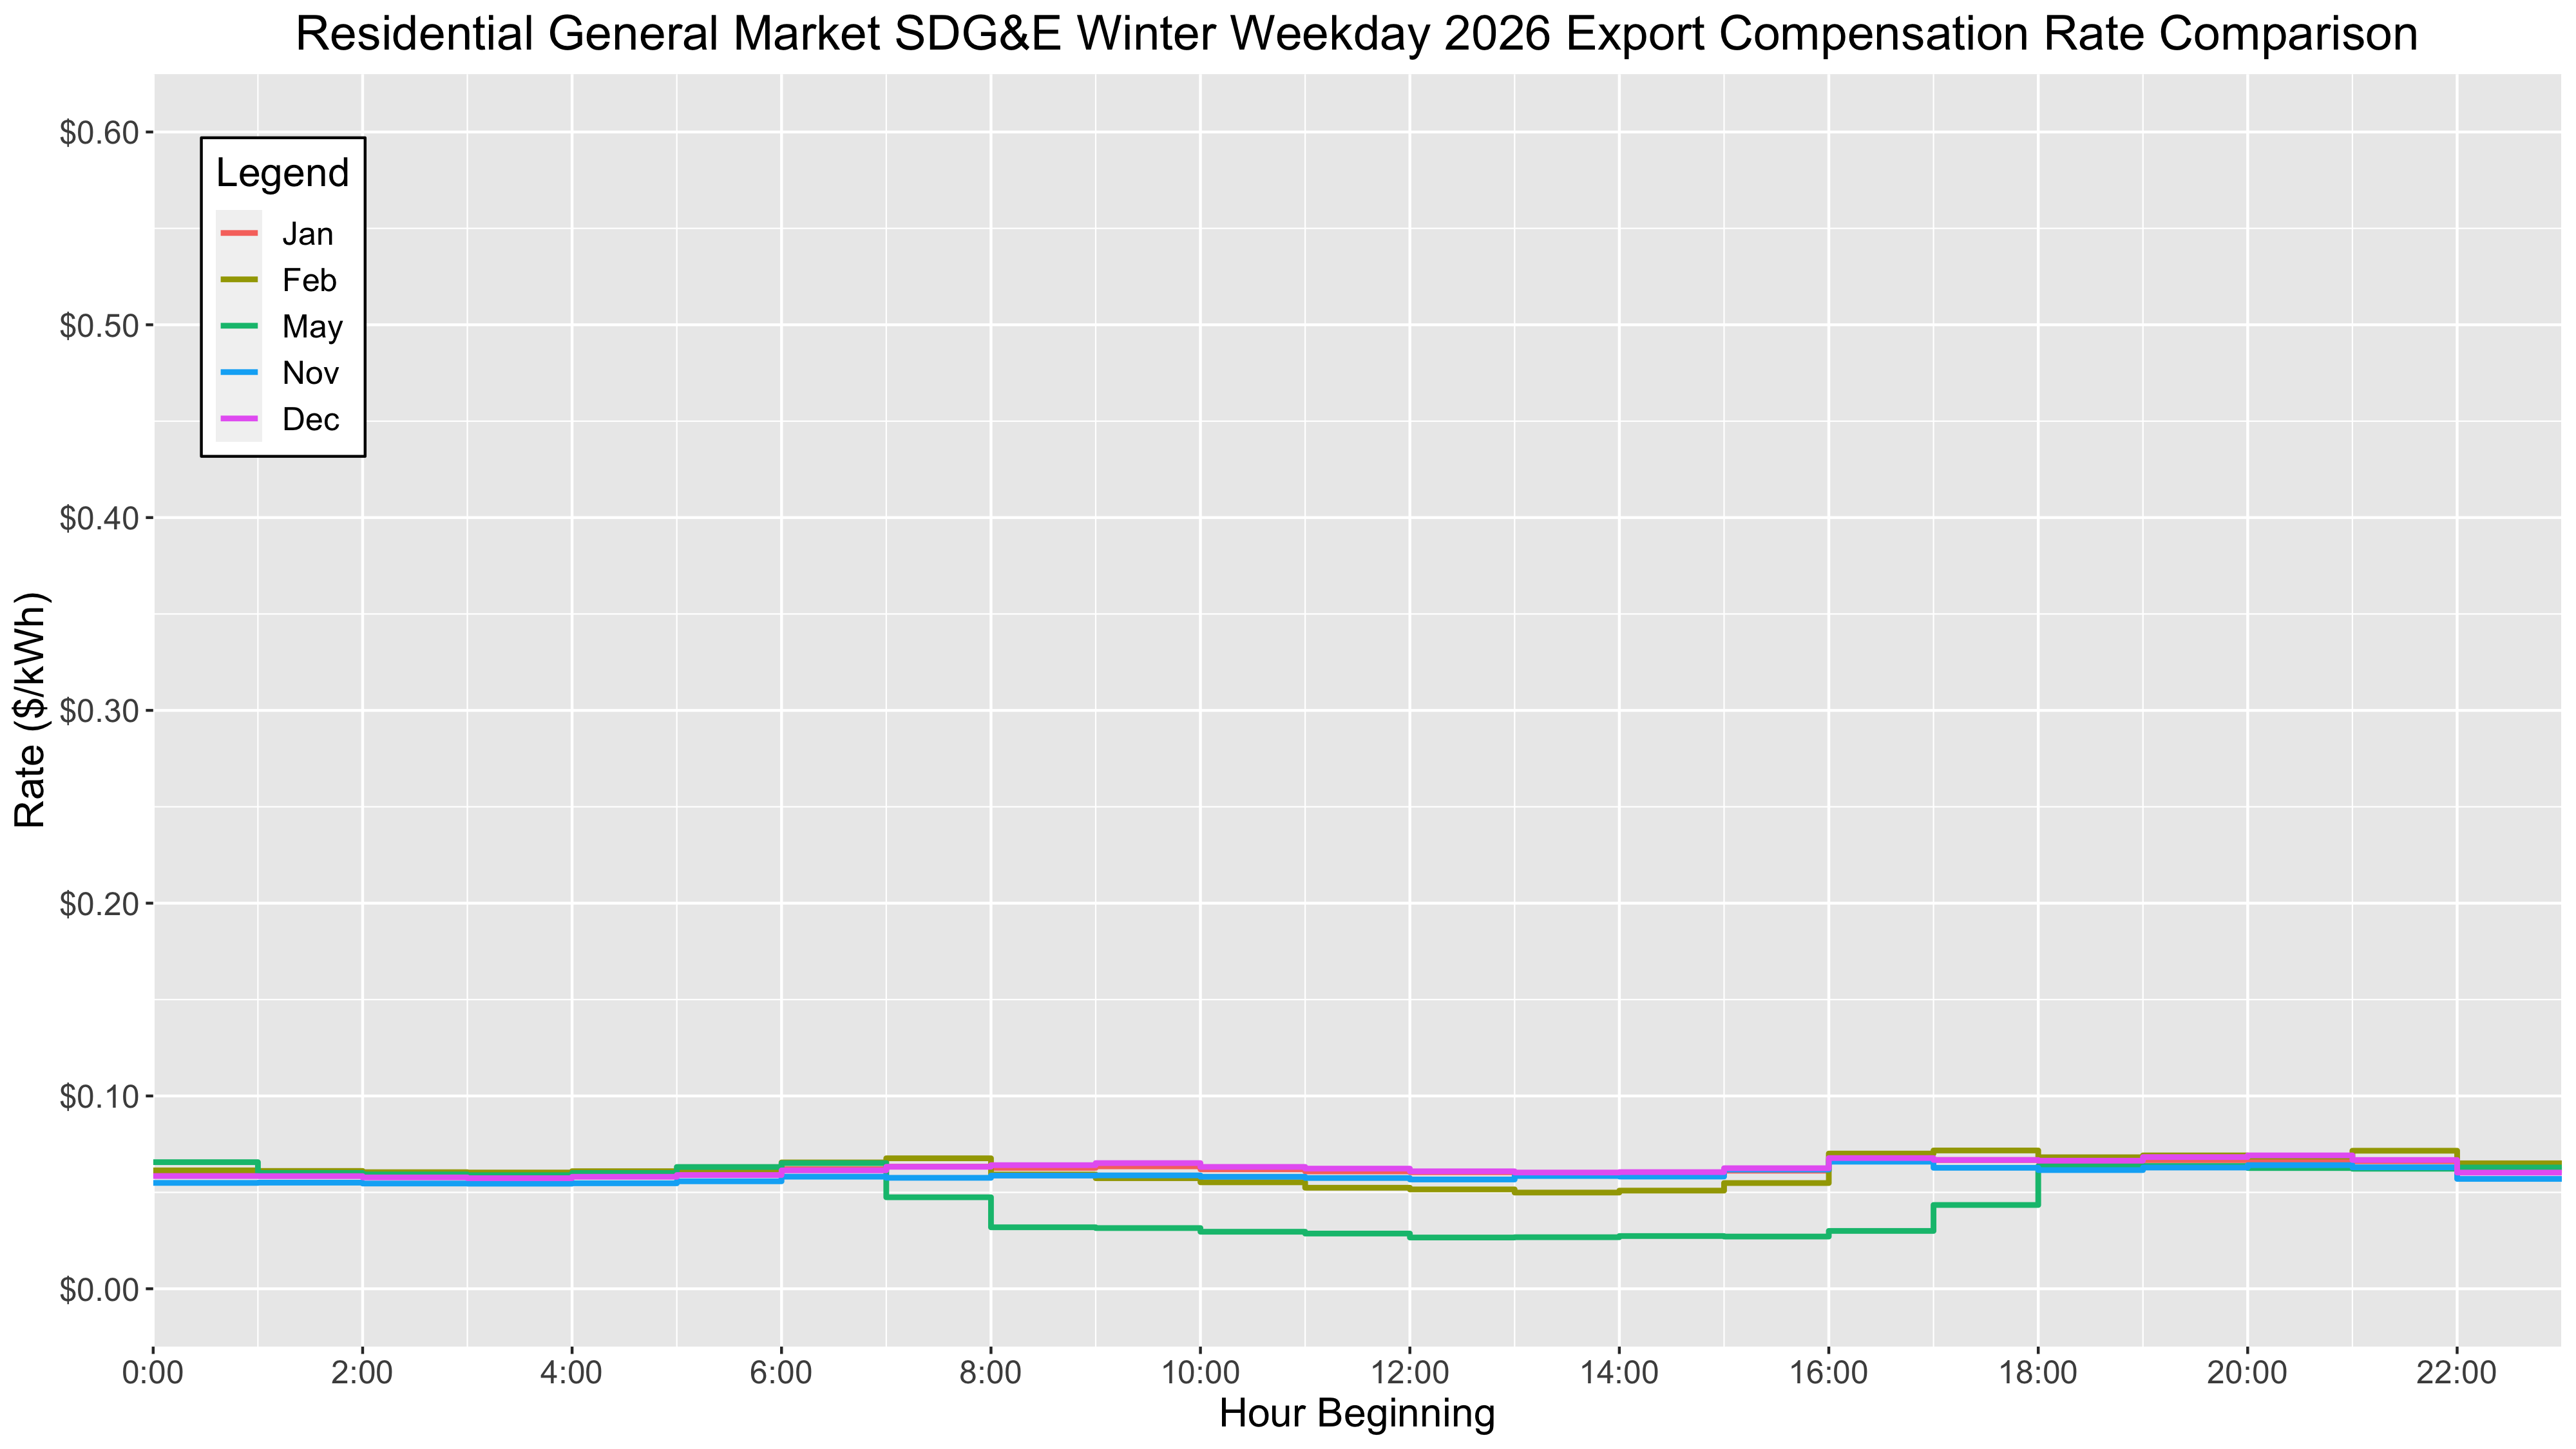 Residential General Market SDG&E Winter Weekday 2026 Export Compensation Rate Comparison
Legend
Jan
Feb
May
Nov
Dec
Rate ($/kWh)
$0.60
$0.50
$0.40
$0.30
$0.20
$0.10
$0.00
0:00 2:00 4:00 6:00 8:00 10:00 12:00 14:00 16:00 18:00 20:00 22:00
Hour Beginning